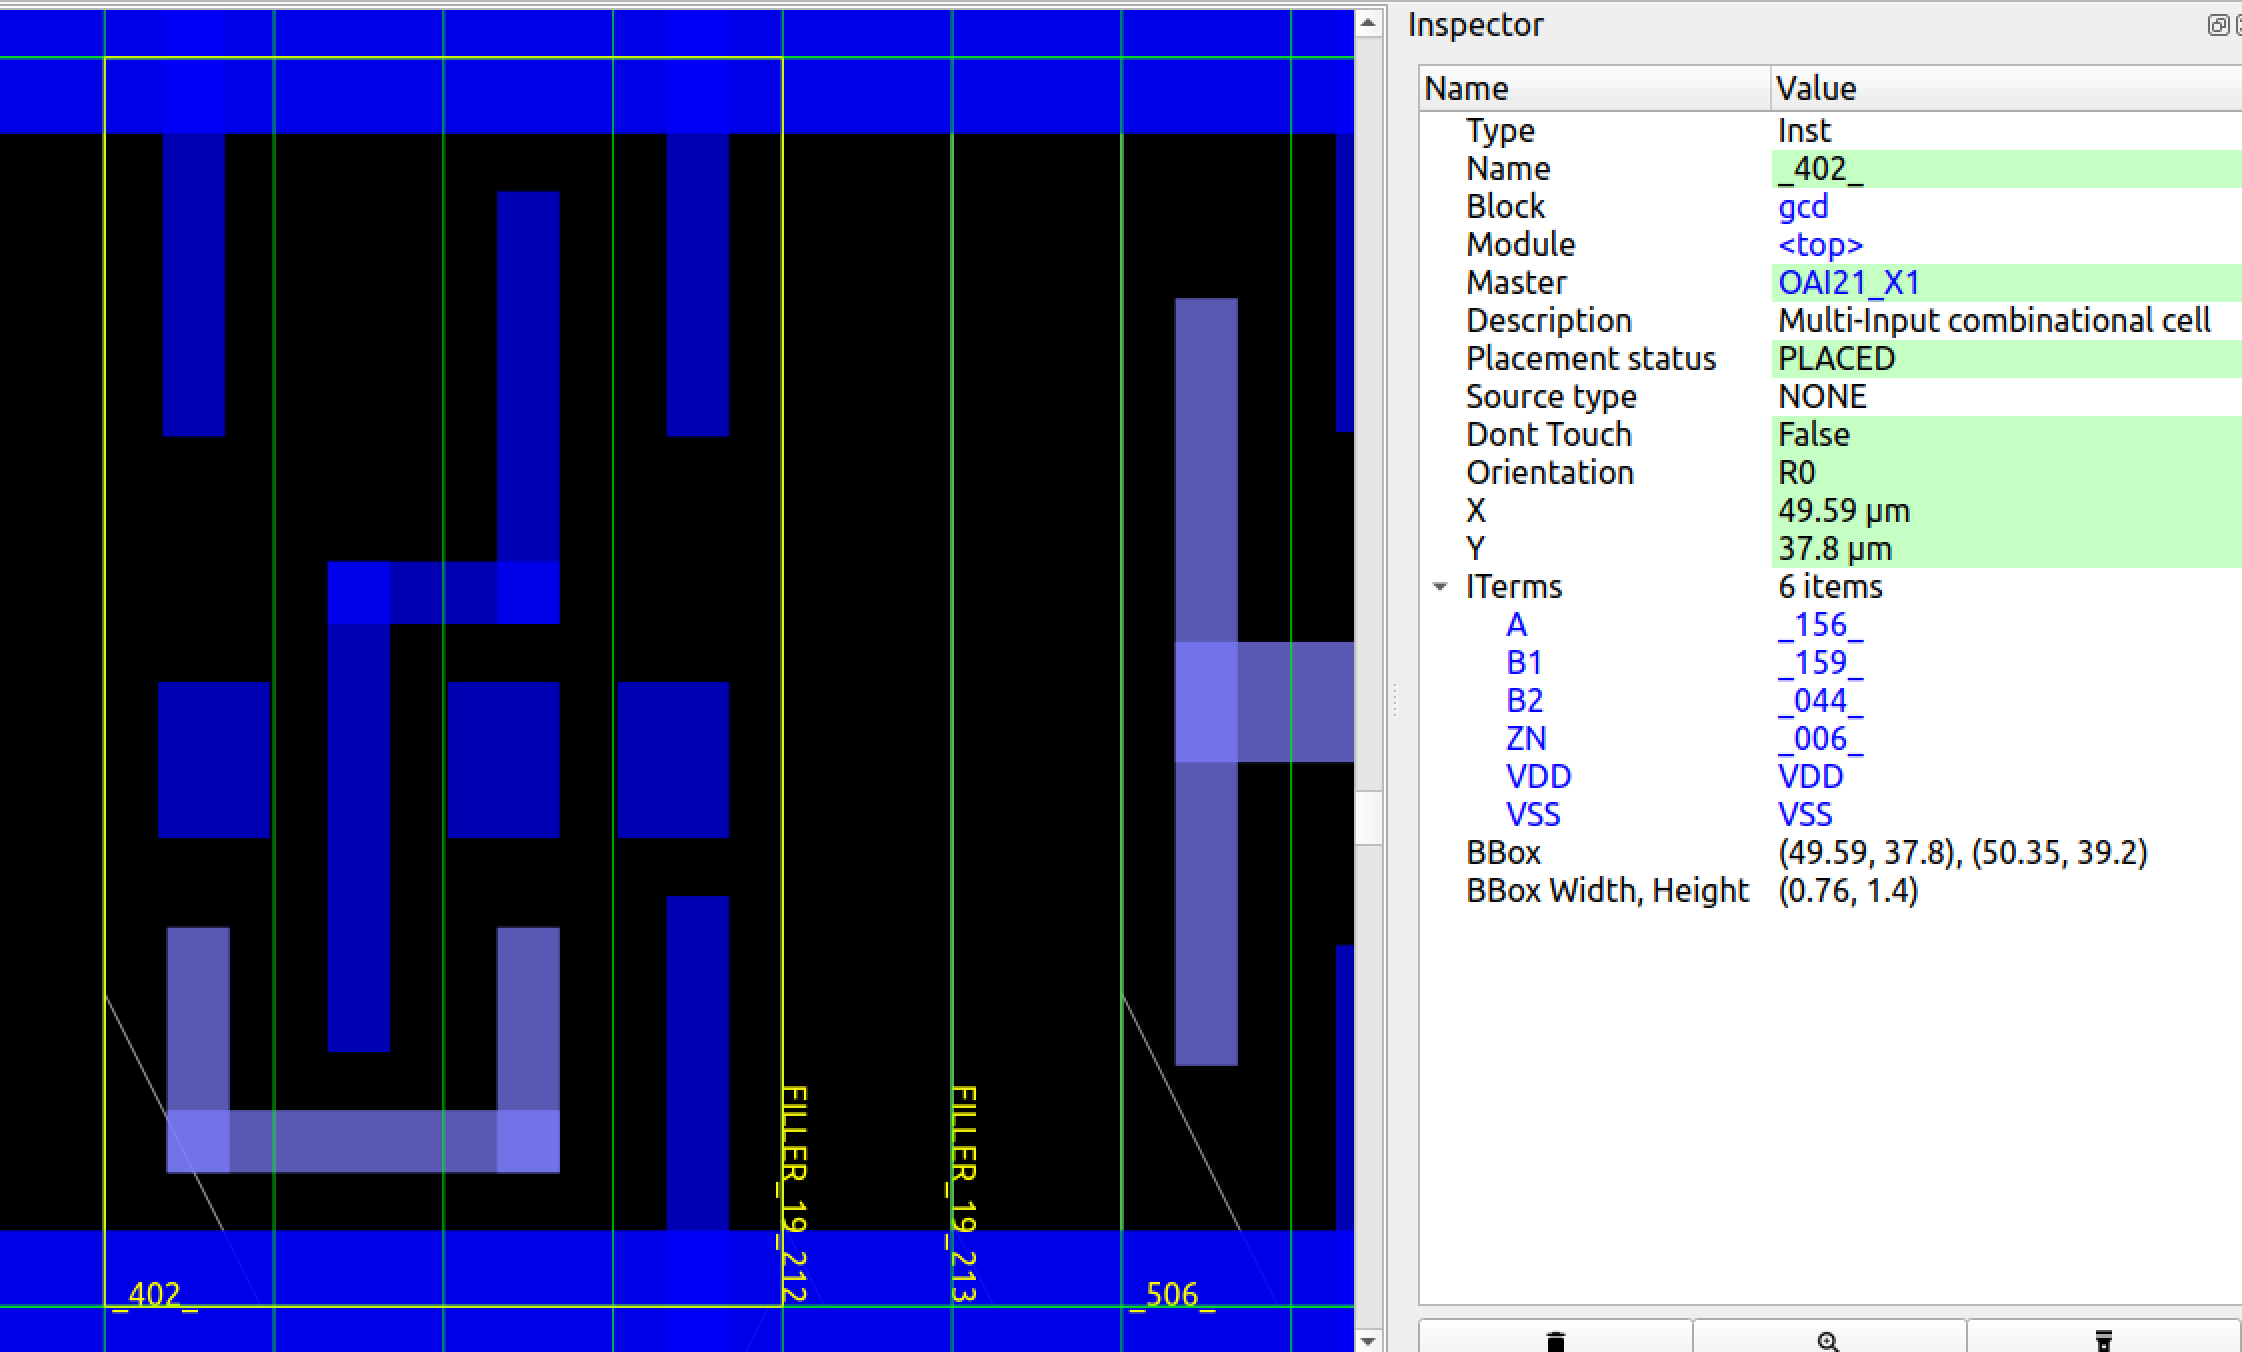 Inspector
Name Value
Type Inst
Name _402_
Block gcd
Module <top>
Master OAI21_X1
Description Multi-Input combinational cell
Placement status PLACED
Source type NONE
Dont Touch False
Orientation R0
X 49.59 µm
Y 37.8 µm
ITerms 6 items
A _156_
B1 _159_
B2 _044_
ZN _006_
VDD VDD
VSS VSS
BBox (49.59, 37.8), (50.35, 39.2)
BBox Width, Height (0.76, 1.4)
FILLER_19_212
FILLER_19_213
_402_
_506_